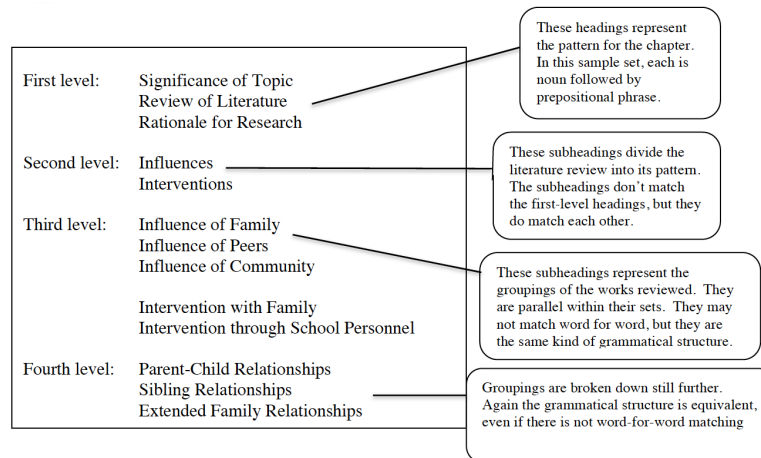 These headings represent
the pattern for the chapter.
In this sample set, each is
noun followed by
prepositional phrase.
First level: Significance of Topic
Review of Literature
Rationale for Research
Second level: Influences
Interventions
These subheadings divide the
literature review into its pattern.
The subheadings don't match
the first-level headings, but they
do match each other.
Third level: Influence of Family
Influence of Peers
Influence of Community
Intervention with Family
Intervention through School Personnel
These subheadings represent the
groupings of the works reviewed. They
are parallel within their sets. They may
not match word for word, but they are
the same kind of grammatical structure.
Fourth level: Parent-Child Relationships
Sibling Relationships
Extended Family Relationships
Groupings are broken down still further.
Again the grammatical structure is equivalent,
even if there is not word-for-word matching